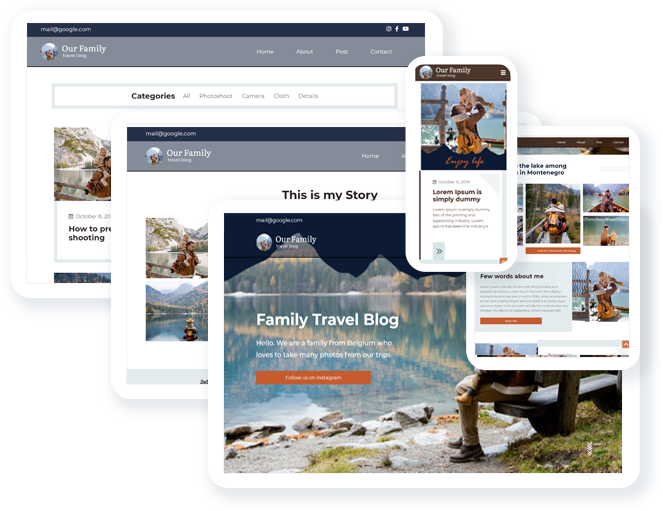 mail@google.com
Our Family
travel blog
Home About Post Contact
Categories All Photoshoot Camera Cloth Details
October 8, 20
How to pre
shooting
mail@google.com
Our Family
travel blog
Home A
This is my Story
mail@google.com
Our Family
travel blog
Family Travel Blog
Hello. We are a family from Belgium who
loves to take many photos from our trips
Follow us on Instagram
Our Family
travel blog
Enjoy life
October 8, 2019
Lorem Ipsum is
simply dummy
Lorem Ipsum is simply dummy
text of the printing and
typesetting industry. Lorem
Ipsum has been the industry's
Home About Post Contact
the lake among
in Montenegro
Few words about me